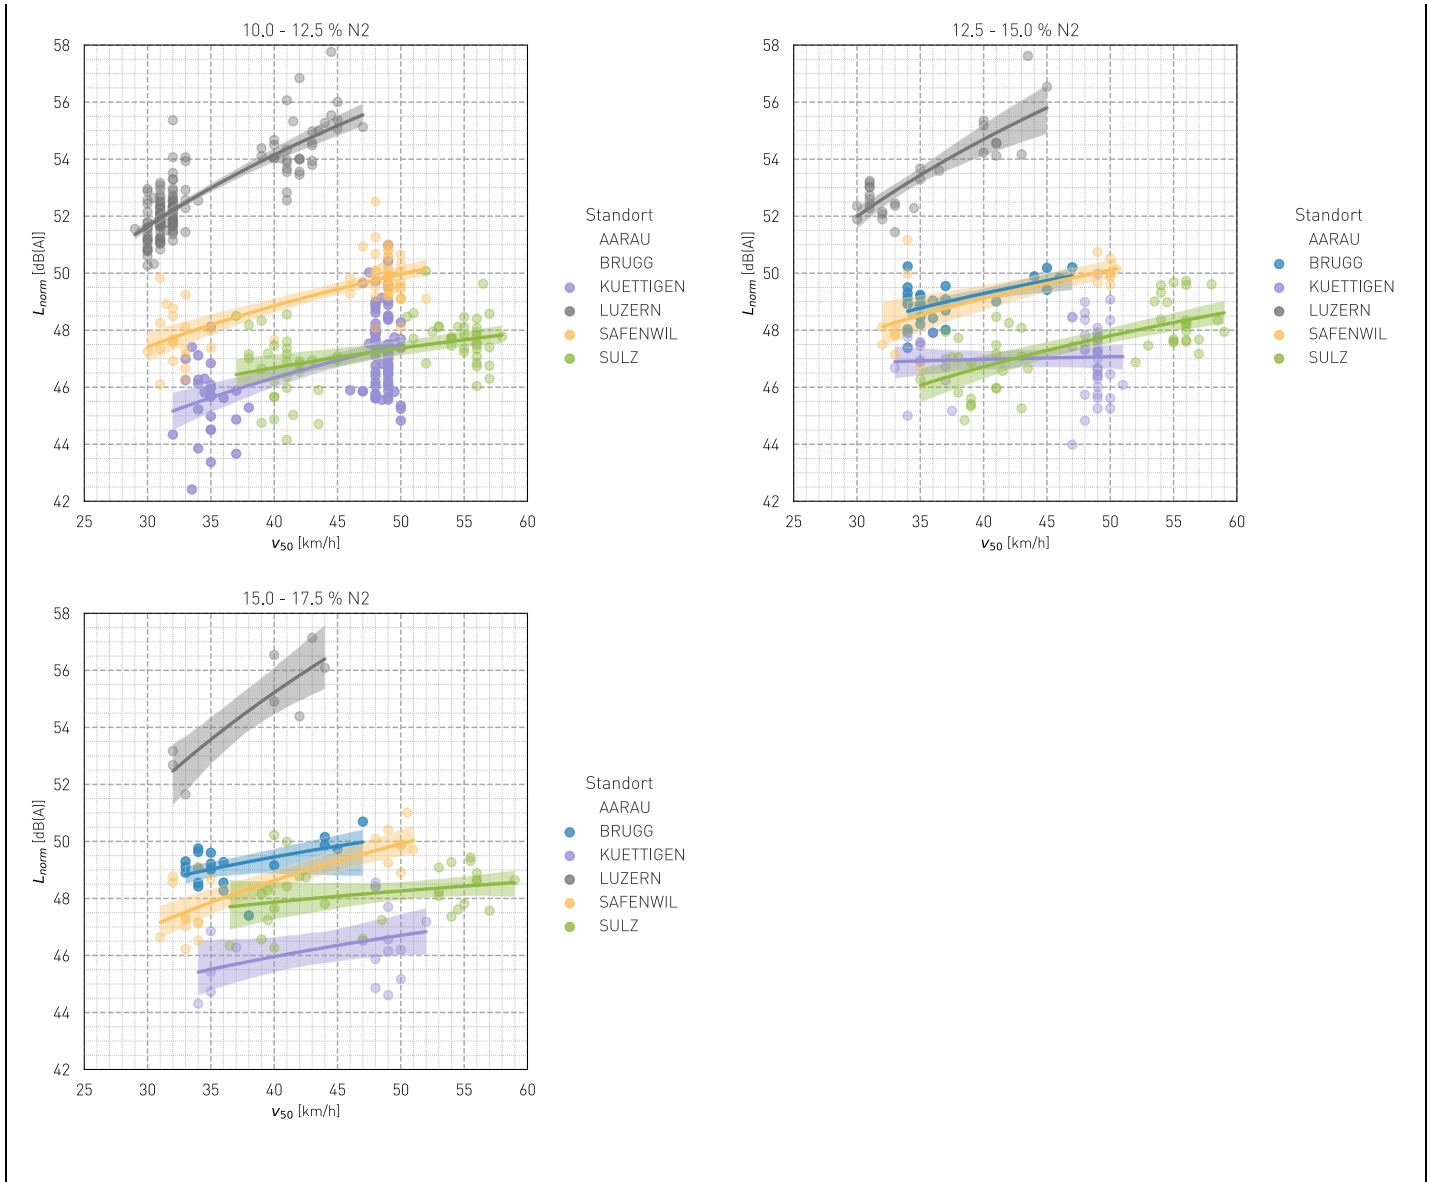 10.0 - 12.5 % N2
58
56
54
52
50
48
46
44
42
L_norm [dB(A)]
25 30 35 40 45 50 55 60
v_50 [km/h]
Standort
AARAU
BRUGG
KUETTIGEN
LUZERN
SAFENWIL
SULZ
12.5 - 15.0 % N2
58
56
54
52
50
48
46
44
42
L_norm [dB(A)]
25 30 35 40 45 50 55 60
v_50 [km/h]
Standort
AARAU
BRUGG
KUETTIGEN
LUZERN
SAFENWIL
SULZ
15.0 - 17.5 % N2
58
56
54
52
50
48
46
44
42
L_norm [dB(A)]
25 30 35 40 45 50 55 60
v_50 [km/h]
Standort
AARAU
BRUGG
KUETTIGEN
LUZERN
SAFENWIL
SULZ